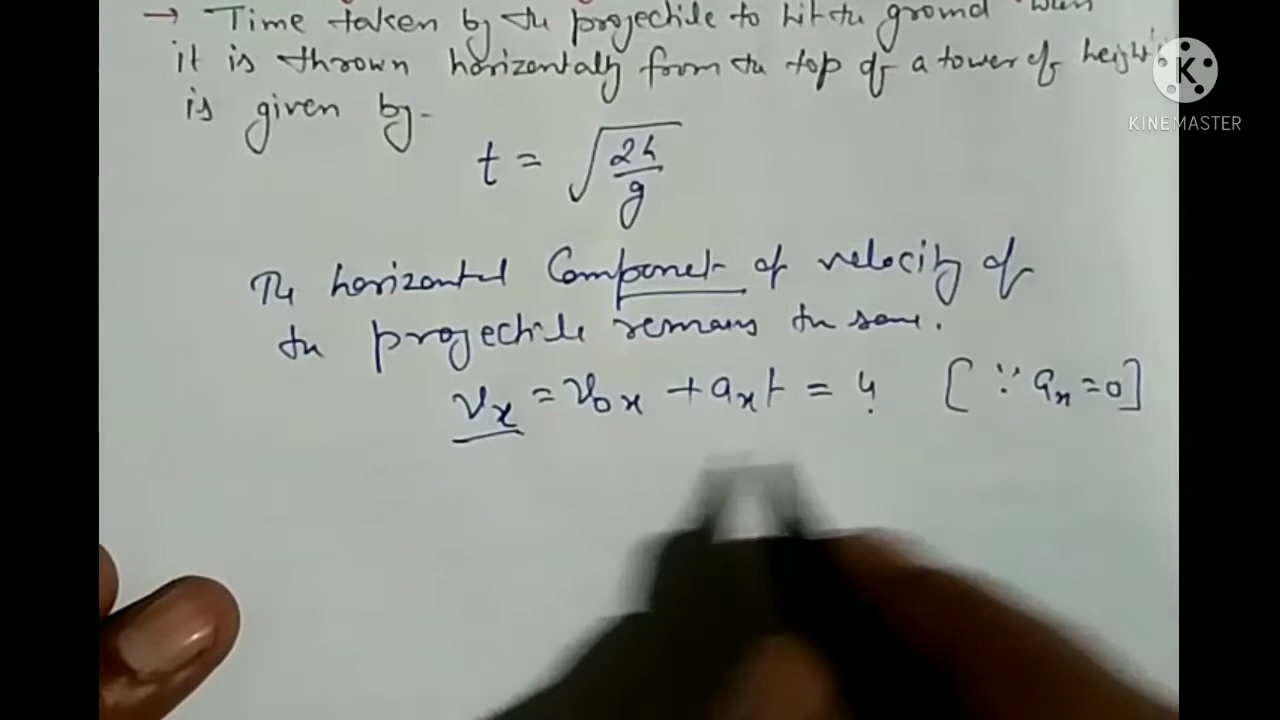 → Time taken by the projectile to hit the ground when
it is thrown horizontally from the top of a tower of height
is given by-
t = √(2h/g)
The horizontal Component of velocity of
the projectile remains the same.
vₓ = v₀ₓ + aₓt = u [∵ aₓ = 0]
KINEMASTER